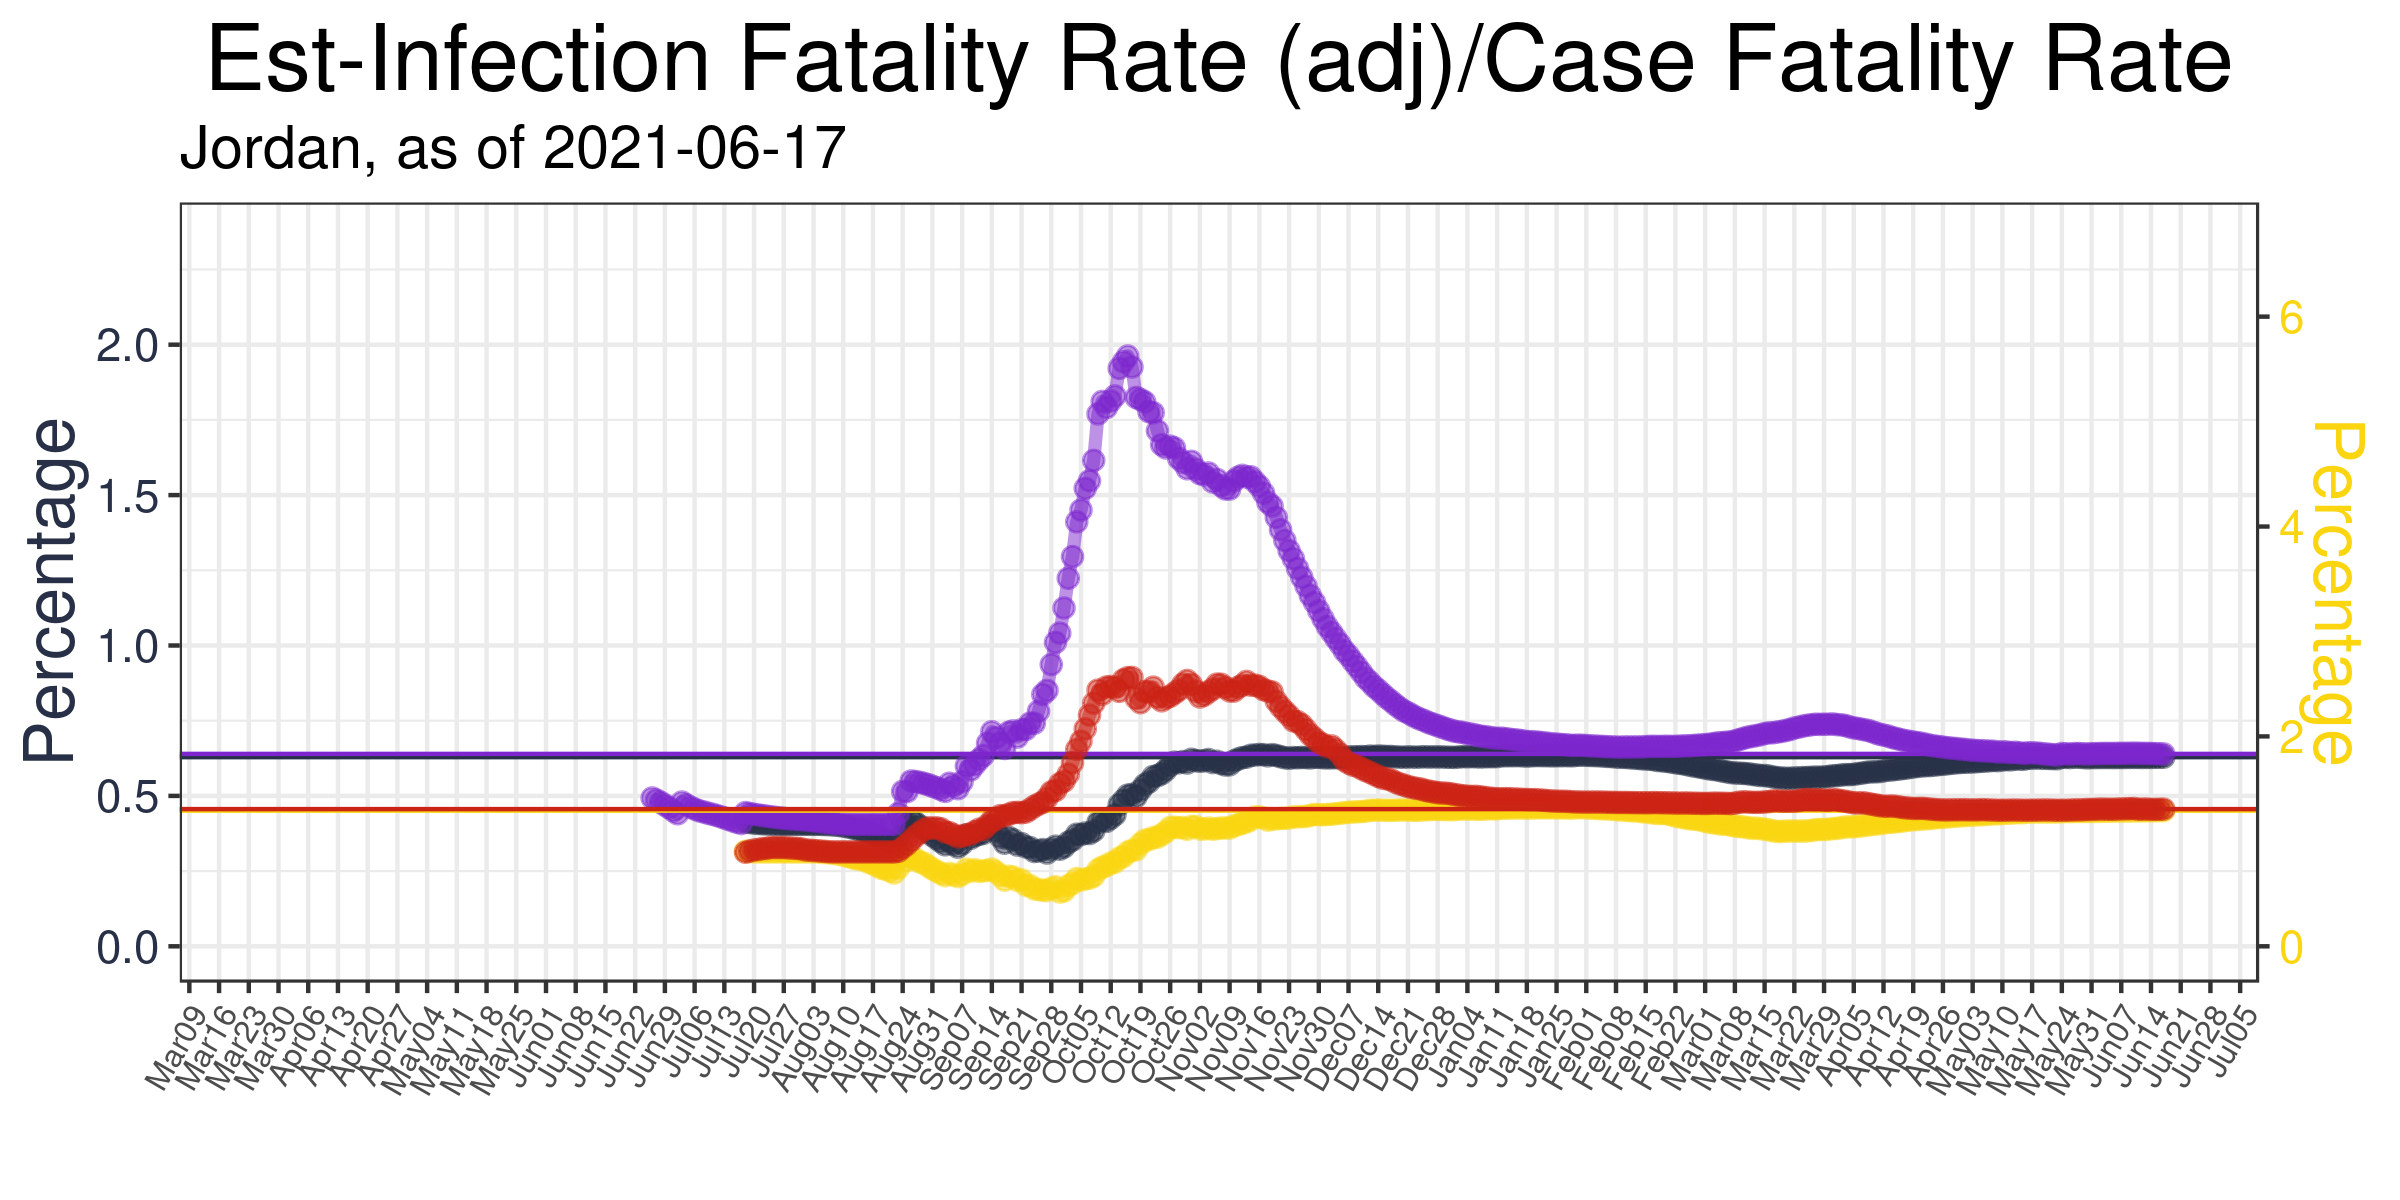 Est-Infection Fatality Rate (adj)/Case Fatality Rate
Jordan, as of 2021-06-17
Percentage
2.0
1.5
1.0
0.5
0.0
6
4
2
0
Percentage
Mar09
Mar16
Mar23
Mar30
Apr06
Apr13
Apr20
Apr27
May04
May11
May18
May25
Jun01
Jun08
Jun15
Jun22
Jun29
Jul06
Jul13
Jul20
Jul27
Aug03
Aug10
Aug17
Aug24
Aug31
Sep07
Sep14
Sep21
Sep28
Oct05
Oct12
Oct19
Oct26
Nov02
Nov09
Nov16
Nov23
Nov30
Dec07
Dec14
Dec21
Dec28
Jan04
Jan11
Jan18
Jan25
Feb01
Feb08
Feb15
Feb22
Mar01
Mar08
Mar15
Mar22
Mar29
Apr05
Apr12
Apr19
Apr26
May03
May10
May17
May24
May31
Jun07
Jun14
Jun21
Jun28
Jul05